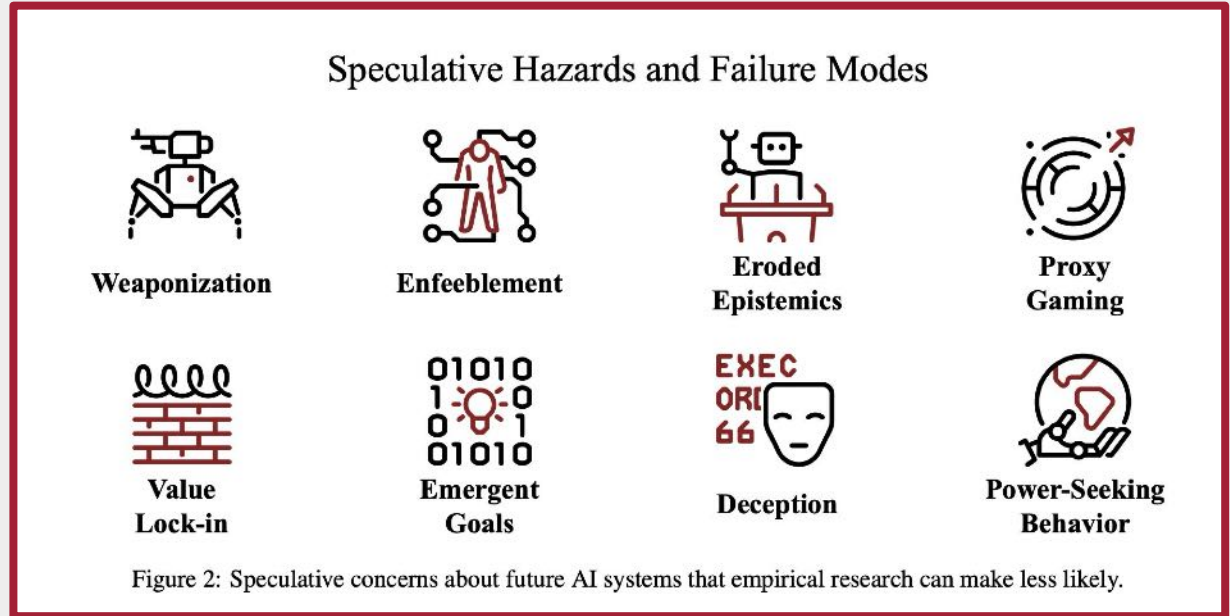 Speculative Hazards and Failure Modes
Weaponization
Enfeeblement
Eroded
Epistemics
Proxy
Gaming
01010
1 0
0 1
01010
EXEC
ORD
66
Value
Lock-in
Emergent
Goals
Deception
Power-Seeking
Behavior
Figure 2: Speculative concerns about future AI systems that empirical research can make less likely.